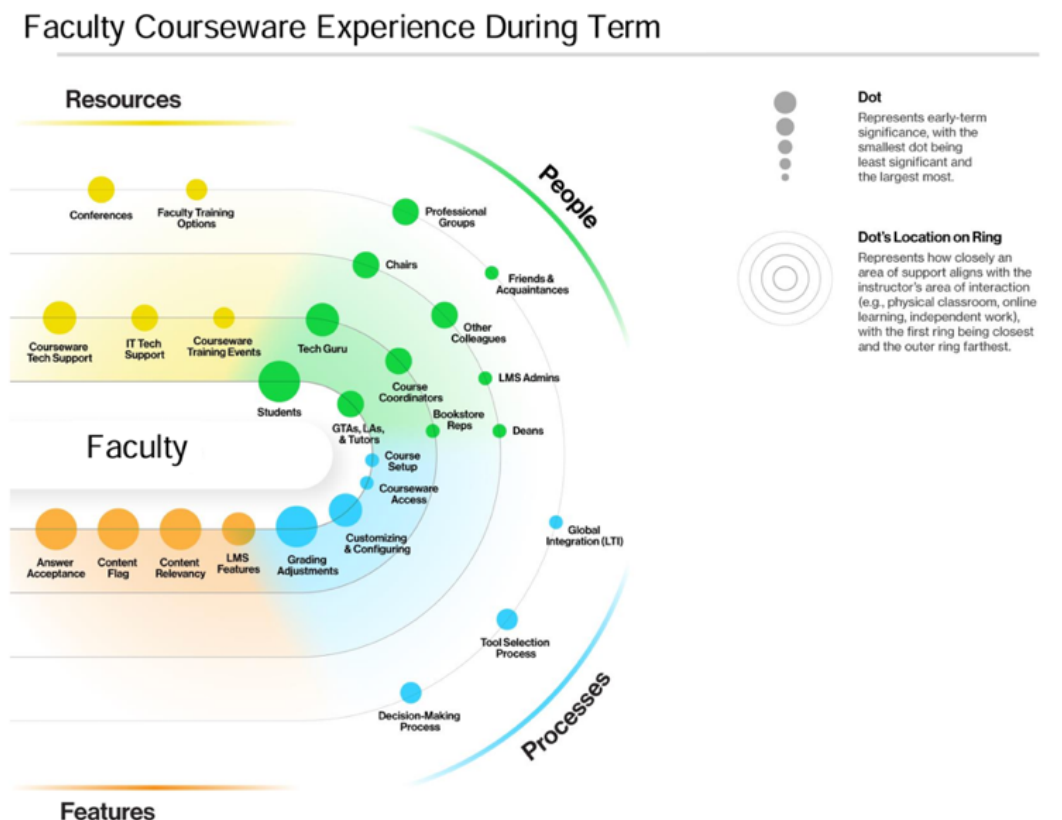 Faculty Courseware Experience During Term
Resources
People
Conferences
Faculty Training
Options
Professional
Groups
Chairs
Friends &
Acquaintances
Courseware
Tech Support
IT Tech
Support
Courseware
Training Events
Tech Guru
Other
Colleagues
Students
Course
Coordinators
LMS Admins
GTAs, LAs,
& Tutors
Bookstore
Reps
Deans
Faculty
Course
Setup
Courseware
Access
Customizing
& Configuring
Global
Integration (LTI)
Answer
Acceptance
Content
Flag
Content
Relevancy
LMS
Features
Grading
Adjustments
Tool Selection
Process
Decision-Making
Process
Processes
Features
Dot
Represents early-term
significance, with the
smallest dot being
least significant and
the largest most.
Dot's Location on Ring
Represents how closely an
area of support aligns with the
instructor's area of interaction
(e.g., physical classroom, online
learning, independent work),
with the first ring being closest
and the outer ring farthest.